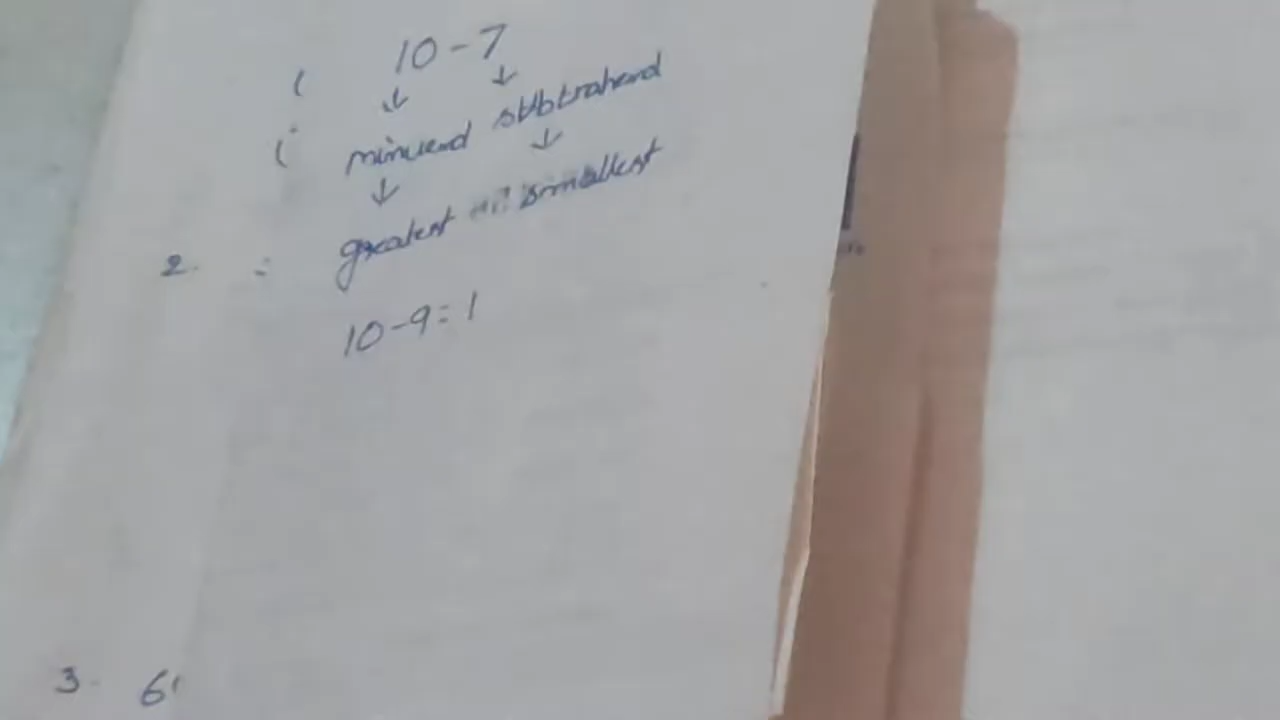 10 - 7
↓ ↓
minuend subtrahend
↓ ↓
greatest smallest
2.
10-9=1
3. 6